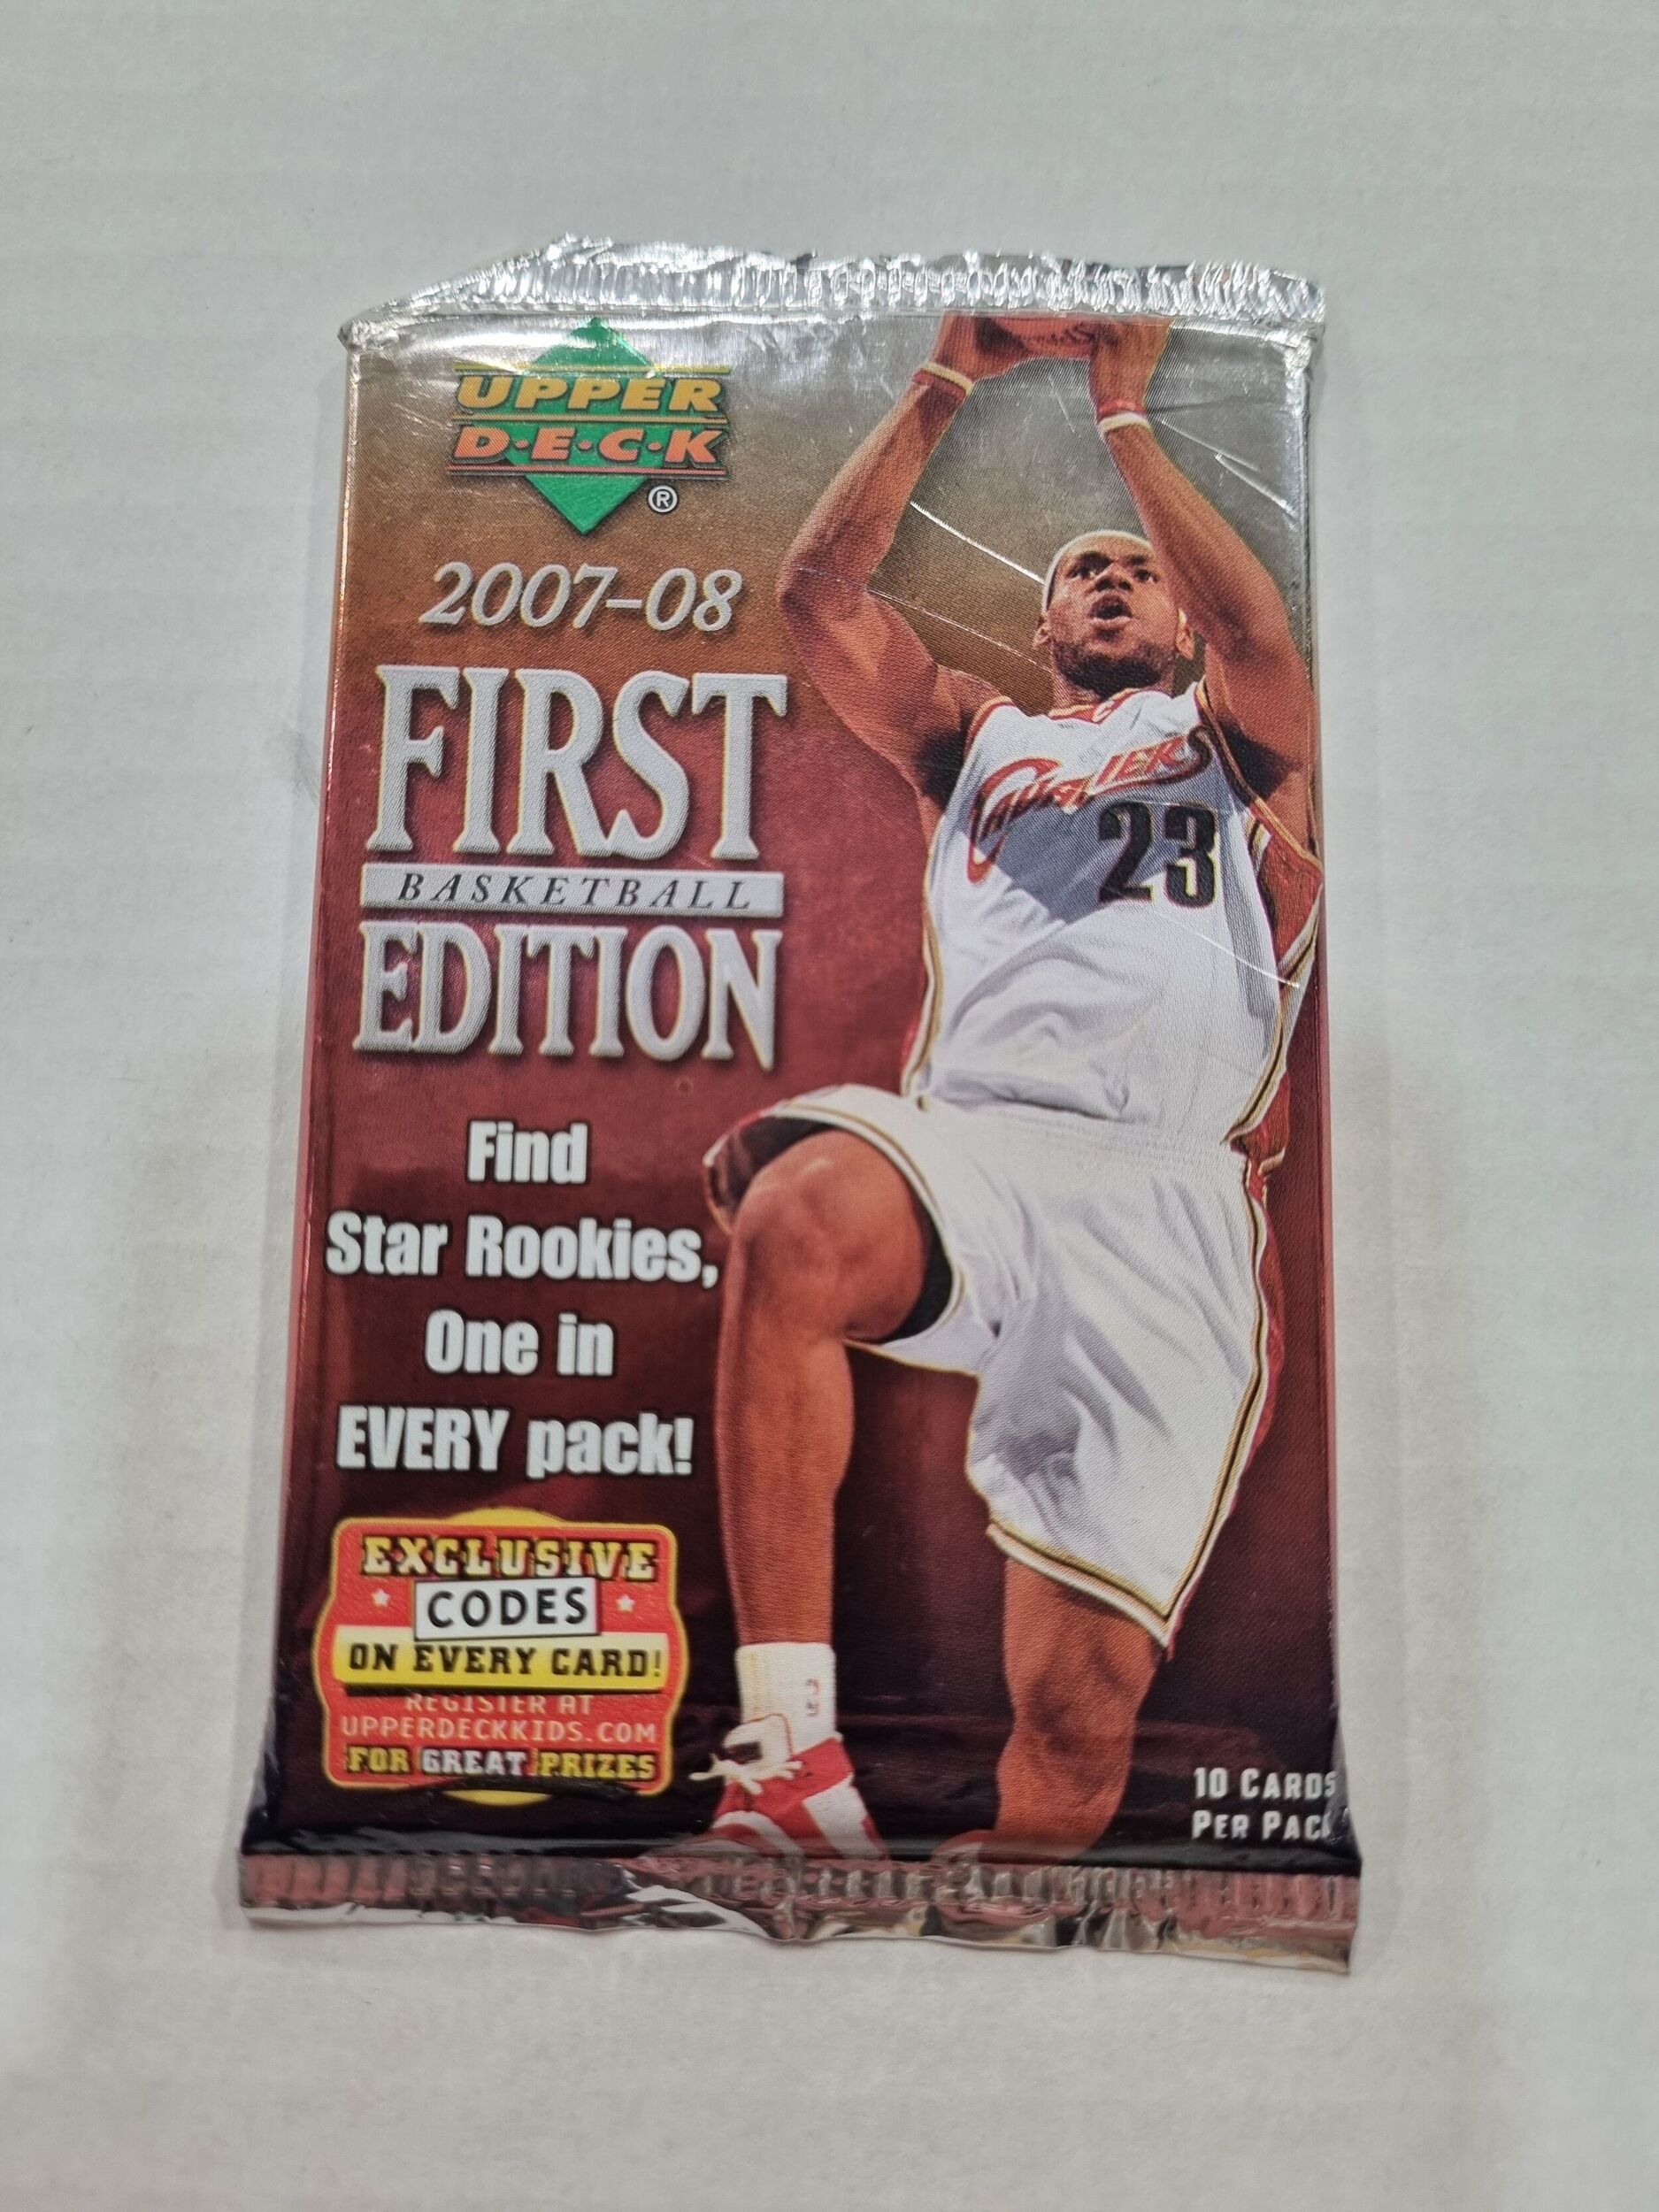 UPPER
D·E·C·K
®
2007-08
FIRST
BASKETBALL
EDITION
Find
Star Rookies,
One in
EVERY pack!
EXCLUSIVE
CODES
ON EVERY CARD!
REGISTER AT
UPPERDECKKIDS.COM
FOR GREAT PRIZES
CAVALIERS
23
10 CARDS
PER PACK